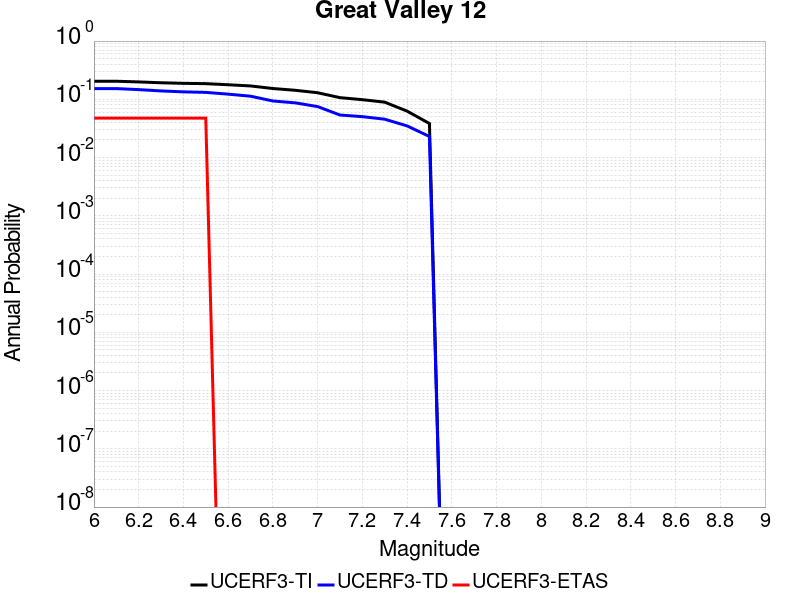 Great Valley 12
10^0
10^-1
10^-2
10^-3
10^-4
10^-5
10^-6
10^-7
10^-8
Annual Probability
6 6.2 6.4 6.6 6.8 7 7.2 7.4 7.6 7.8 8 8.2 8.4 8.6 8.8 9
Magnitude
UCERF3-TI UCERF3-TD UCERF3-ETAS